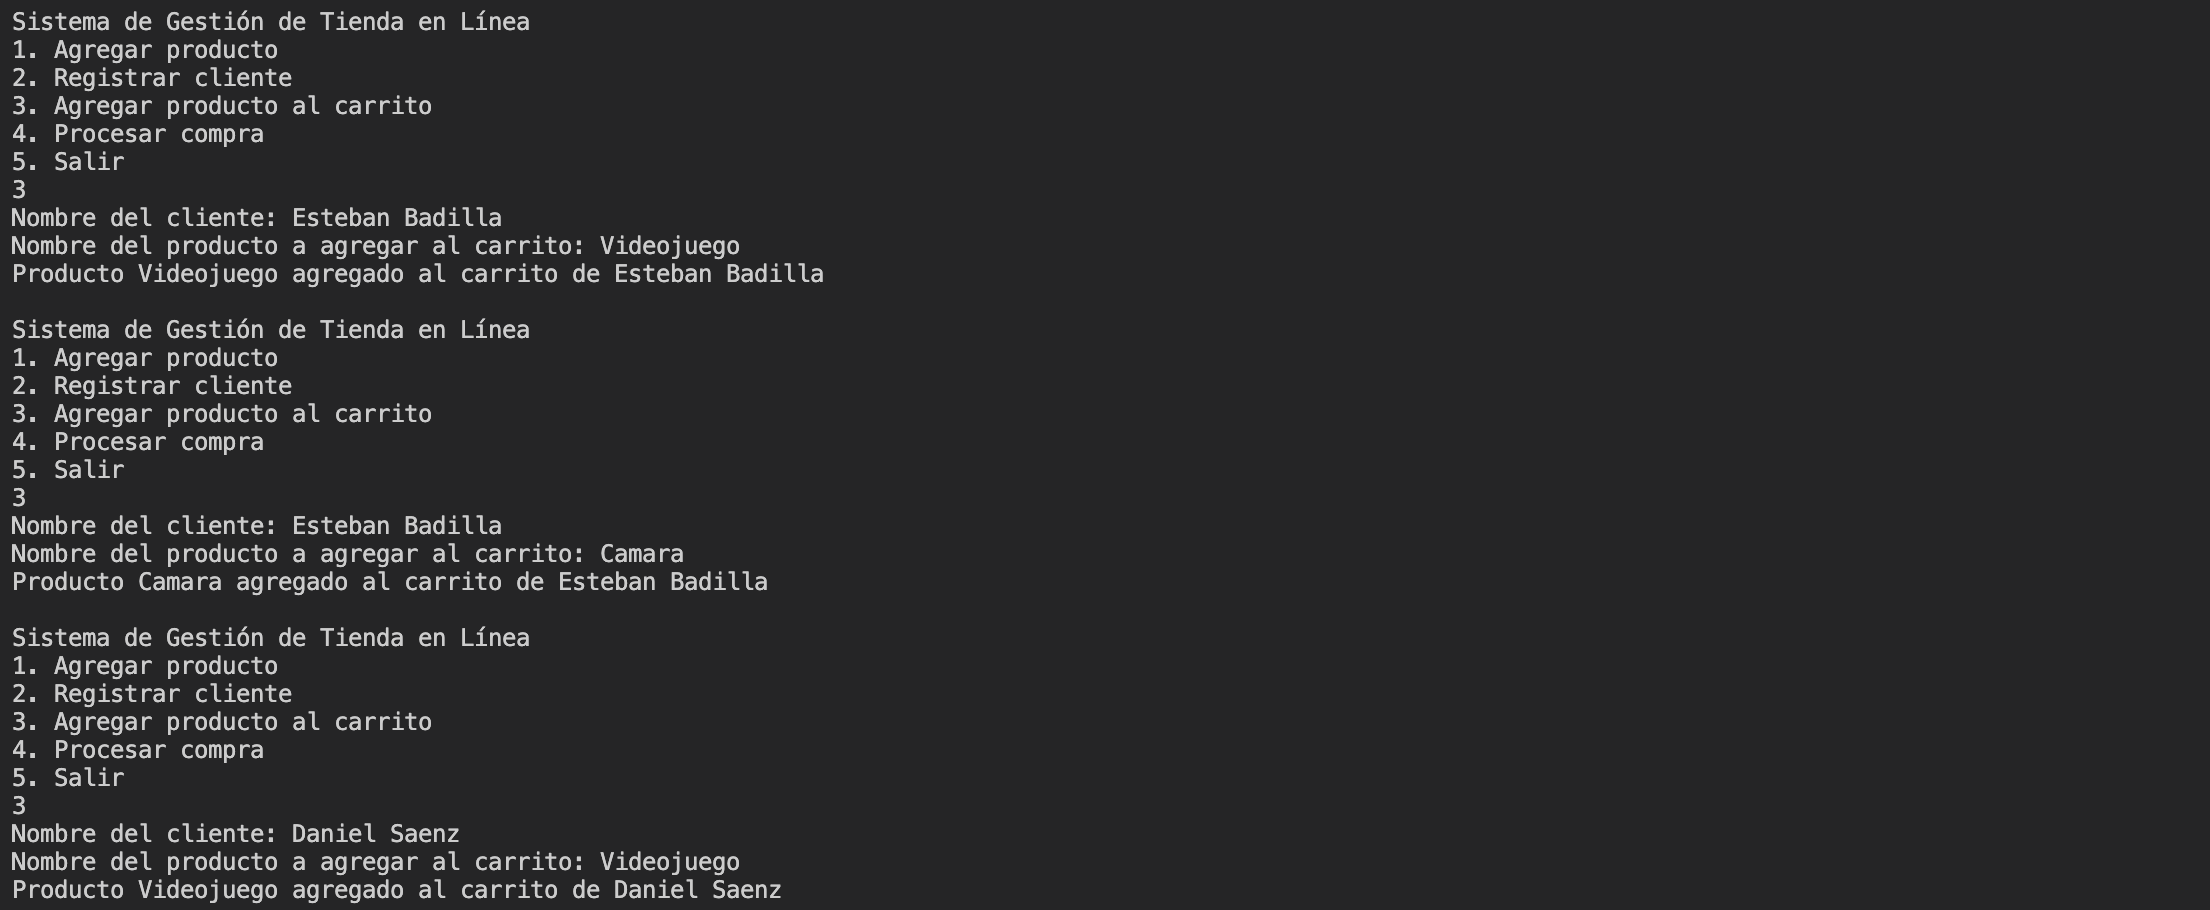 Sistema de Gestión de Tienda en Línea
1. Agregar producto
2. Registrar cliente
3. Agregar producto al carrito
4. Procesar compra
5. Salir
3
Nombre del cliente: Esteban Badilla
Nombre del producto a agregar al carrito: Videojuego
Producto Videojuego agregado al carrito de Esteban Badilla

Sistema de Gestión de Tienda en Línea
1. Agregar producto
2. Registrar cliente
3. Agregar producto al carrito
4. Procesar compra
5. Salir
3
Nombre del cliente: Esteban Badilla
Nombre del producto a agregar al carrito: Camara
Producto Camara agregado al carrito de Esteban Badilla

Sistema de Gestión de Tienda en Línea
1. Agregar producto
2. Registrar cliente
3. Agregar producto al carrito
4. Procesar compra
5. Salir
3
Nombre del cliente: Daniel Saenz
Nombre del producto a agregar al carrito: Videojuego
Producto Videojuego agregado al carrito de Daniel Saenz